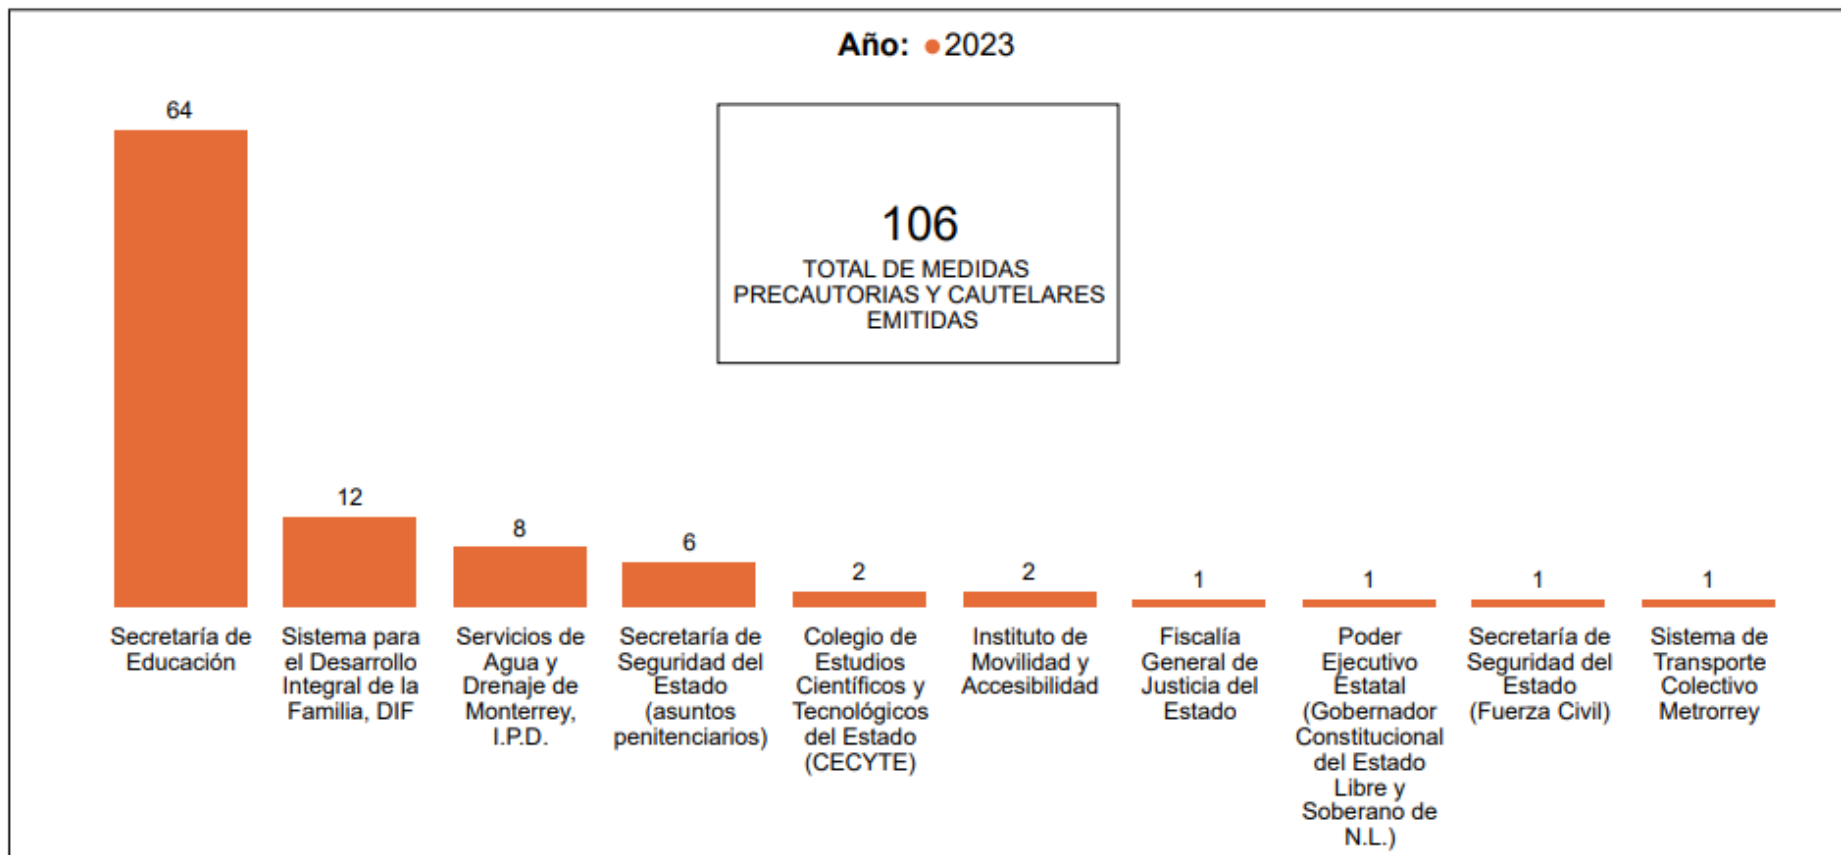 Año: 2023
64
106
TOTAL DE MEDIDAS
PRECAUTORIAS Y CAUTELARES
EMITIDAS
12
8
6
2
2
1
1
1
1
Secretaría de
Educación
Sistema para
el Desarrollo
Integral de la
Familia, DIF
Servicios de
Agua y
Drenaje de
Monterrey,
I.P.D.
Secretaría de
Seguridad del
Estado
(asuntos
penitenciarios)
Colegio de
Estudios
Científicos y
Tecnológicos
del Estado
(CECYTE)
Instituto de
Movilidad y
Accesibilidad
Fiscalía
General de
Justicia del
Estado
Poder
Ejecutivo
Estatal
(Gobernador
Constitucional
del Estado
Libre y
Soberano de
N.L.)
Secretaría de
Seguridad del
Estado
(Fuerza Civil)
Sistema de
Transporte
Colectivo
Metrorrey